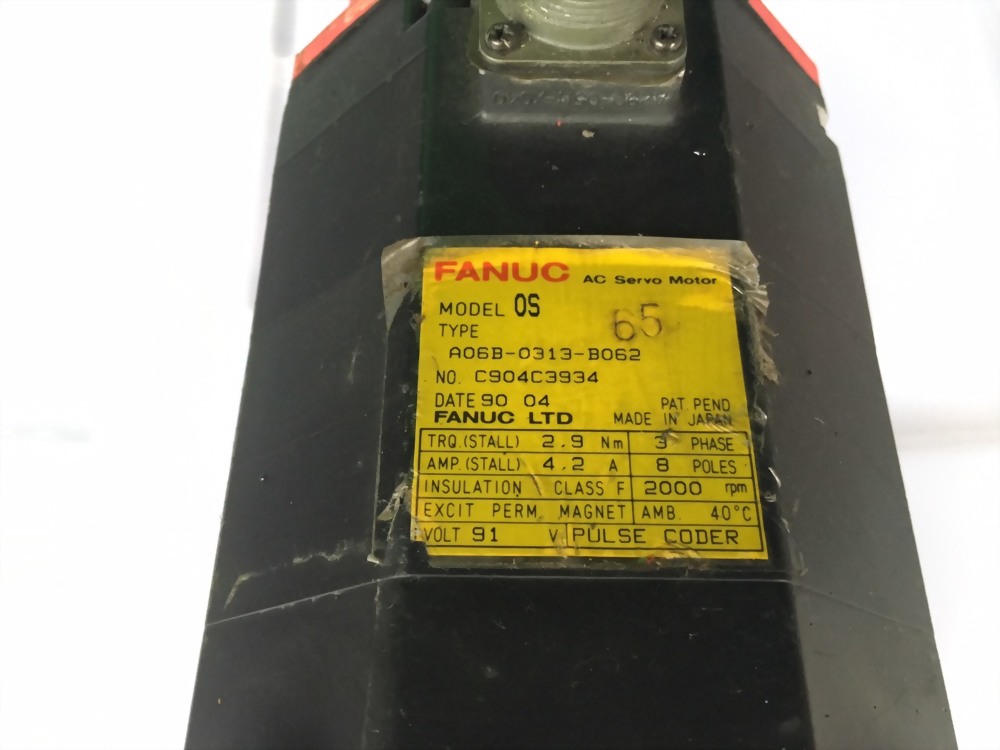 FANUC AC Servo Motor
MODEL 0S
65
TYPE
A06B-0313-B062
NO. C904C3934
DATE 90 04 PAT. PEND
FANUC LTD MADE IN JAPAN
TRQ.(STALL) 2.9 Nm 3 PHASE
AMP.(STALL) 4.2 A 8 POLES
INSULATION CLASS F 2000 rpm
EXCIT PERM. MAGNET AMB. 40°C
VOLT 91 V PULSE CODER